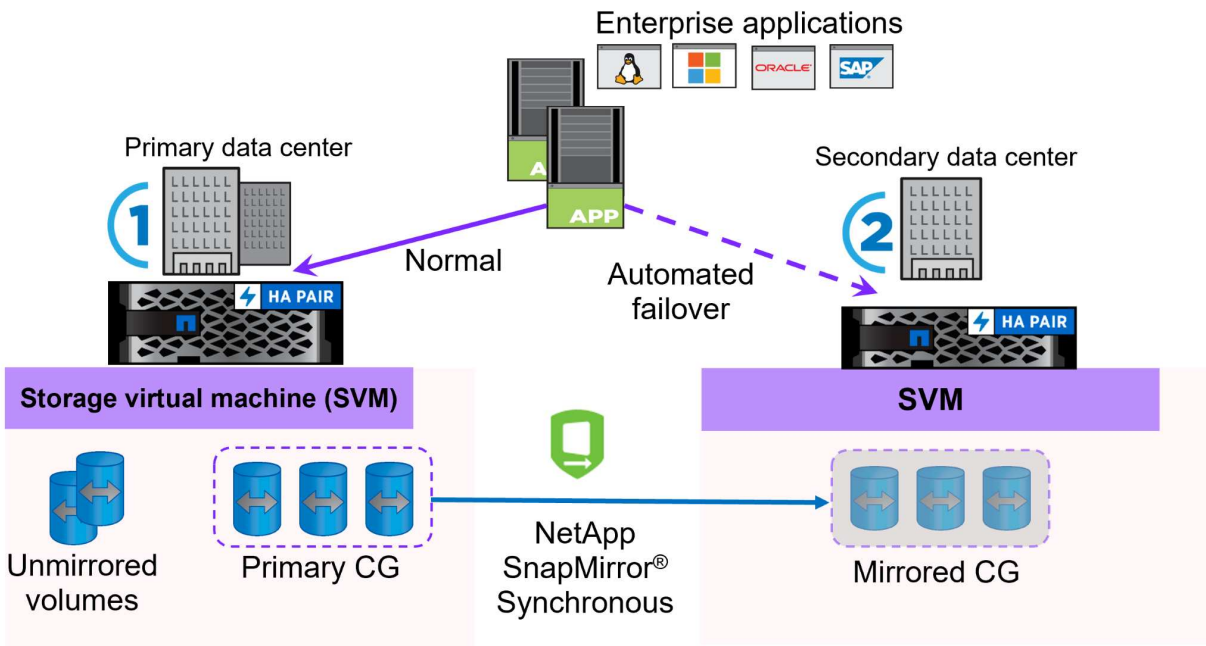 Enterprise applications
ORACLE
SAP
Primary data center
Secondary data center
1
2
A
APP
Normal
Automated
failover
HA PAIR
HA PAIR
Storage virtual machine (SVM)
SVM
Unmirrored
volumes
Primary CG
NetApp
SnapMirror®
Synchronous
Mirrored CG